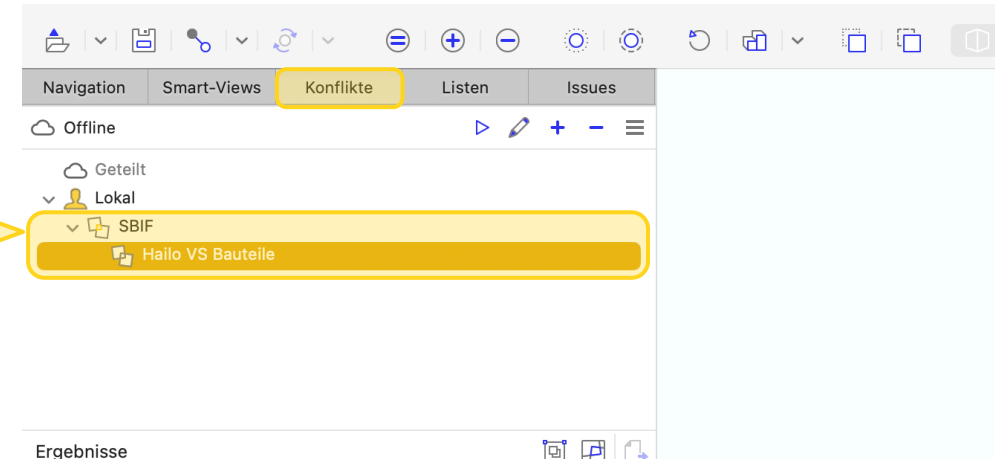 Navigation Smart-Views Konflikte Listen Issues
Offline
Geteilt
Lokal
SBIF
Hailo VS Bauteile
Ergebnisse